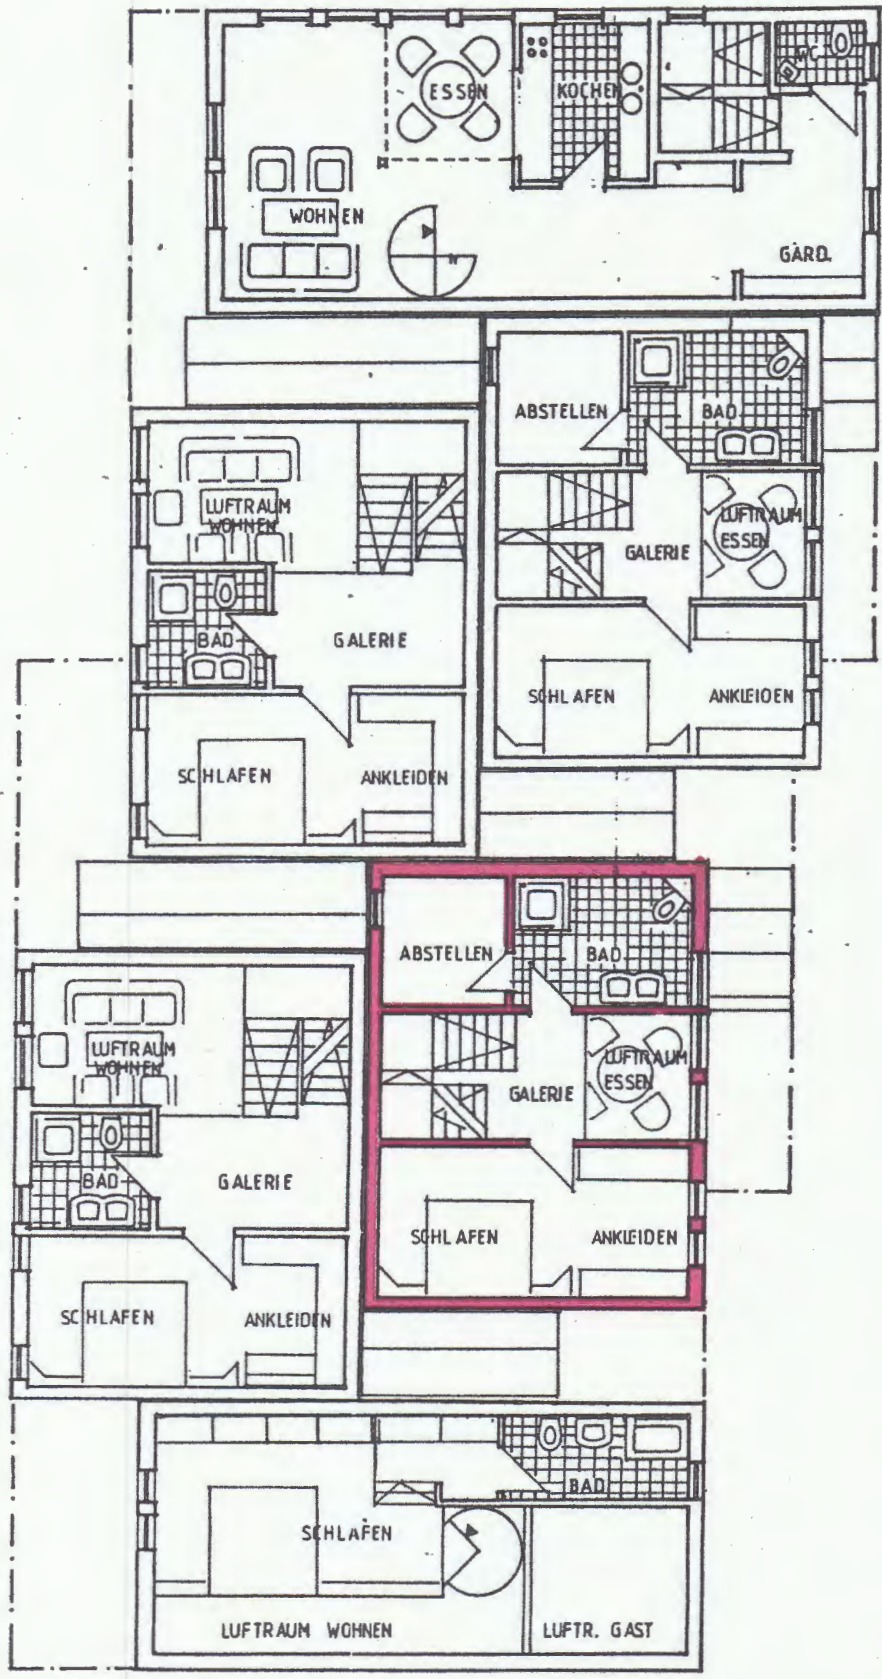 WC
ESSEN
KOCHEN
WOHNEN
GARD.
ABSTELLEN
BAD
LUFTRAUM
WOHNEN
LUFTRAUM
ESSEN
GALERIE
BAD
GALERIE
SCHLAFEN
ANKLEIDEN
SCHLAFEN
ANKLEIDEN
ABSTELLEN
BAD
LUFTRAUM
WOHNEN
LUFTRAUM
ESSEN
GALERIE
BAD
GALERIE
SCHLAFEN
ANKLEIDEN
SCHLAFEN
ANKLEIDEN
BAD
SCHLAFEN
LUFTRAUM WOHNEN
LUFTR. GAST